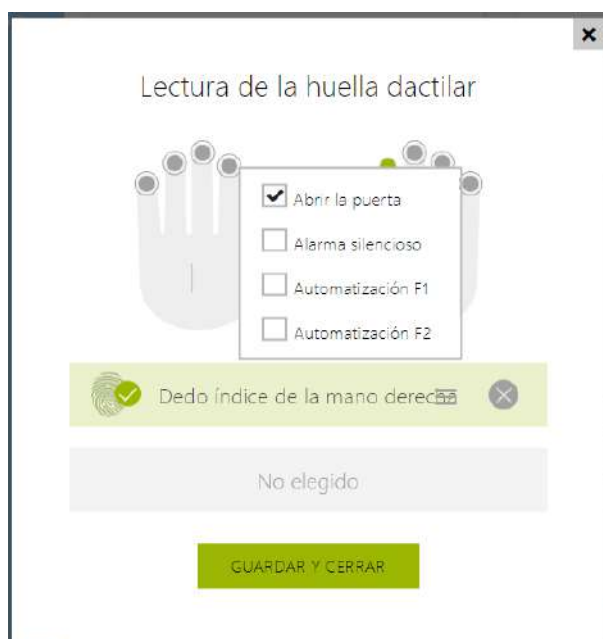 Lectura de la huella dactilar
Abrir la puerta
Alarma silencioso
Automatización F1
Automatización F2
Dedo índice de la mano derecha
No elegido
GUARDAR Y CERRAR